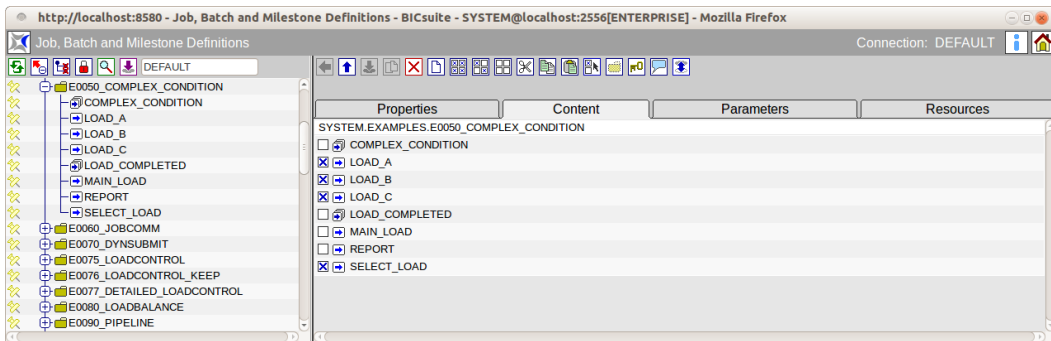 http://localhost:8580 - Job, Batch and Milestone Definitions - BICsuite - SYSTEM@localhost:2556[ENTERPRISE] - Mozilla Firefox
Job, Batch and Milestone Definitions
Connection: DEFAULT
DEFAULT
E0050_COMPLEX_CONDITION
COMPLEX_CONDITION
LOAD_A
LOAD_B
LOAD_C
LOAD_COMPLETED
MAIN_LOAD
REPORT
SELECT_LOAD
E0060_JOBCOMM
E0070_DYNSUBMIT
E0075_LOADCONTROL
E0076_LOADCONTROL_KEEP
E0077_DETAILED_LOADCONTROL
E0080_LOADBALANCE
E0090_PIPELINE
Properties Content Parameters Resources
SYSTEM.EXAMPLES.E0050_COMPLEX_CONDITION
COMPLEX_CONDITION
LOAD_A
LOAD_B
LOAD_C
LOAD_COMPLETED
MAIN_LOAD
REPORT
SELECT_LOAD